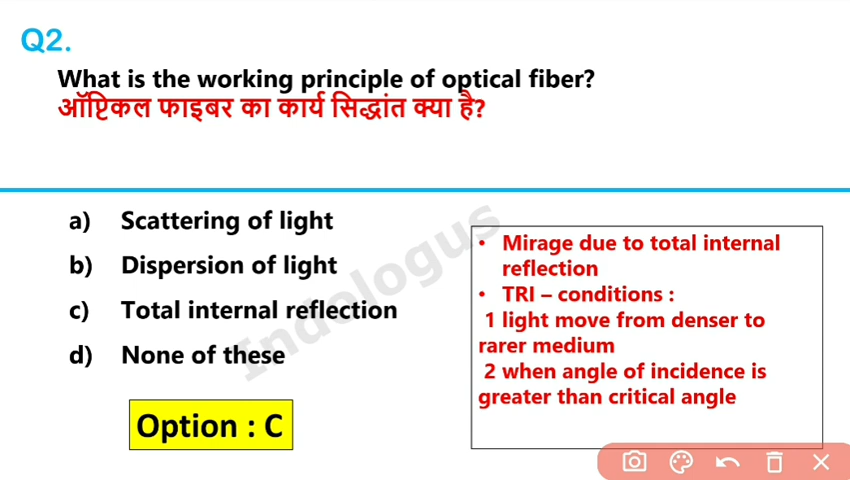 Q2.
What is the working principle of optical fiber?
ऑप्टिकल फाइबर का कार्य सिद्धांत क्या है?
a) Scattering of light
b) Dispersion of light
c) Total internal reflection
d) None of these
Option : C
• Mirage due to total internal
reflection
• TRI – conditions :
1 light move from denser to
rarer medium
2 when angle of incidence is
greater than critical angle
Indologus